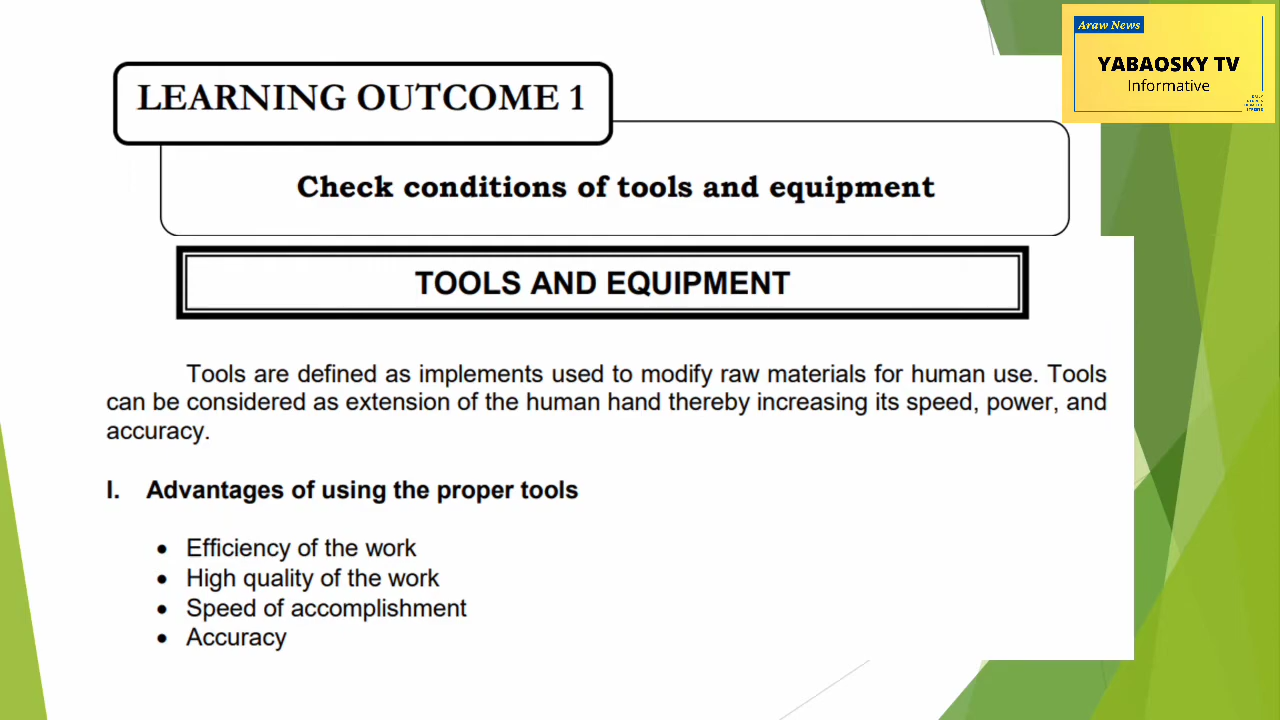 Araw News
YABAOSKY TV
Informative
LEARNING OUTCOME 1
Check conditions of tools and equipment
TOOLS AND EQUIPMENT
Tools are defined as implements used to modify raw materials for human use. Tools
can be considered as extension of the human hand thereby increasing its speed, power, and
accuracy.
I. Advantages of using the proper tools
• Efficiency of the work
• High quality of the work
• Speed of accomplishment
• Accuracy